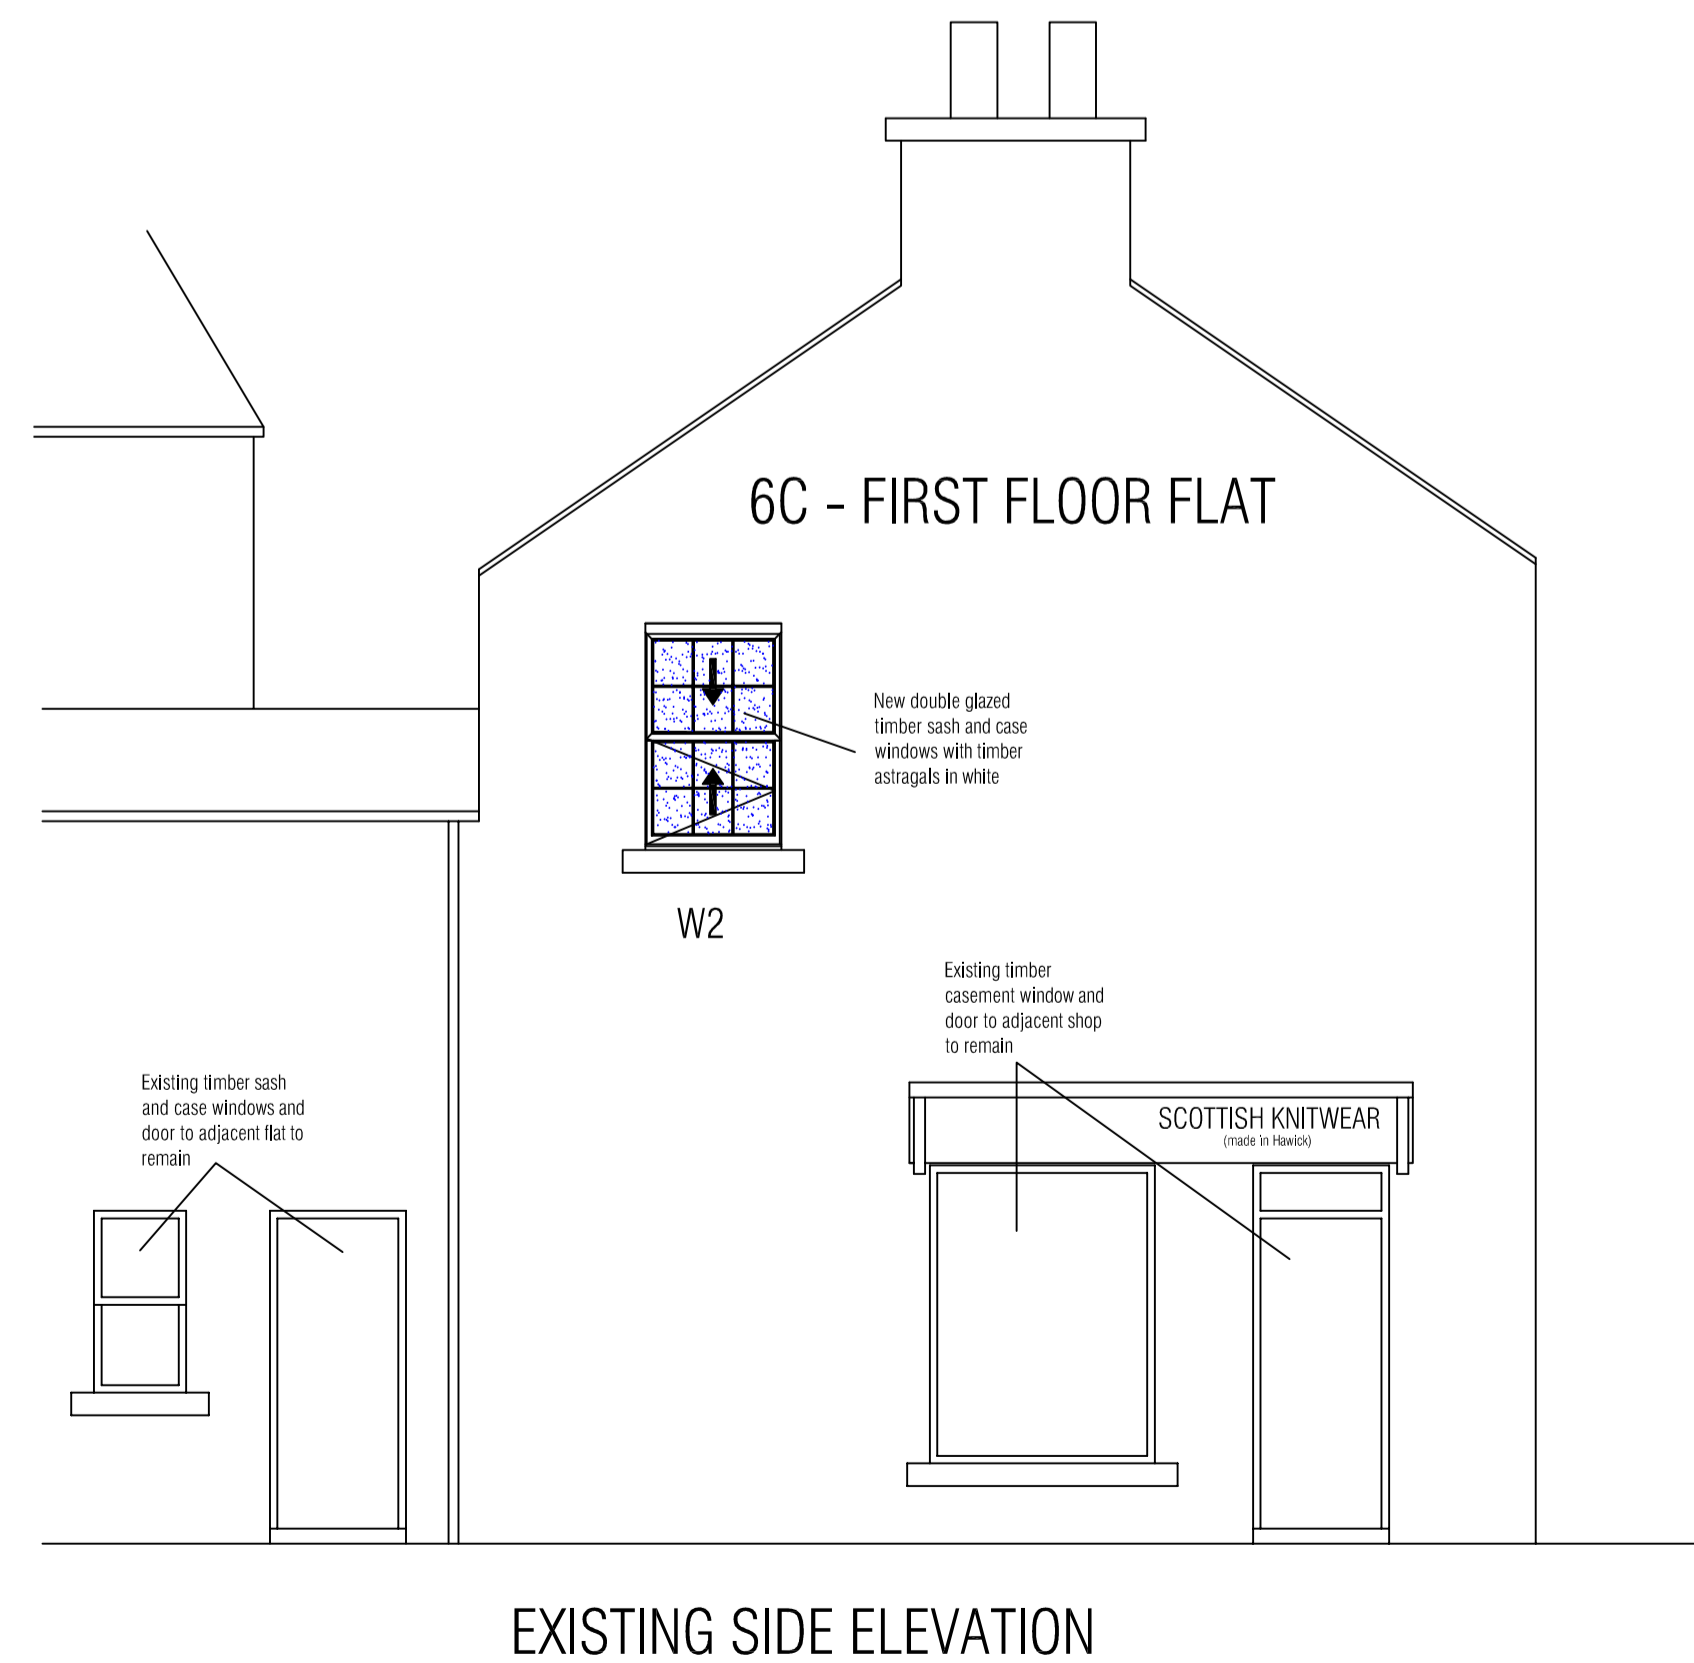 6C - FIRST FLOOR FLAT
New double glazed
timber sash and case
windows with timber
astragals in white
W2
Existing timber
casement window and
door to adjacent shop
to remain
Existing timber sash
and case windows and
door to adjacent flat to
remain
SCOTTISH KNITWEAR
(made in Hawick)
EXISTING SIDE ELEVATION